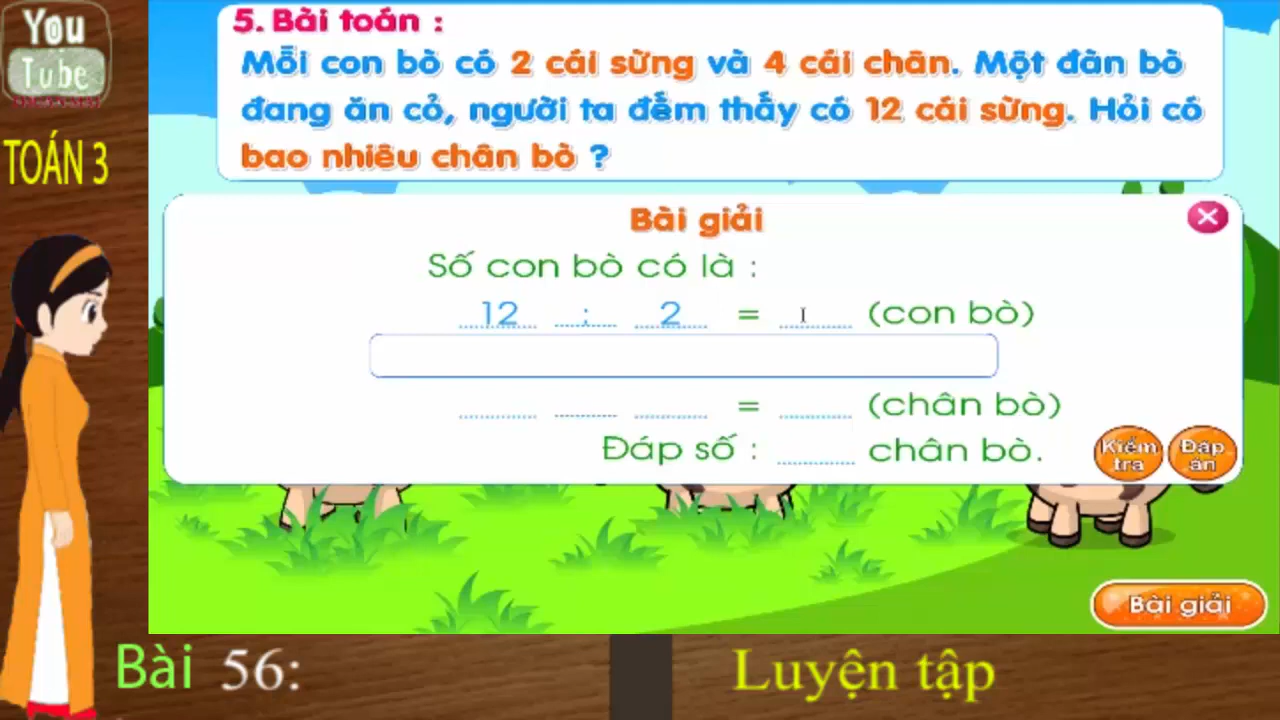 You
Tube
TOÁN 3
5. Bài toán :
Mỗi con bò có 2 cái sừng và 4 cái chân. Một đàn bò
đang ăn cỏ, người ta đếm thấy có 12 cái sừng. Hỏi có
bao nhiêu chân bò ?
Bài giải
Số con bò có là :
12 : 2 = (con bò)
= (chân bò)
Đáp số : chân bò.
Kiểm
tra
Đáp
án
Bài giải
Bài 56:
Luyện tập